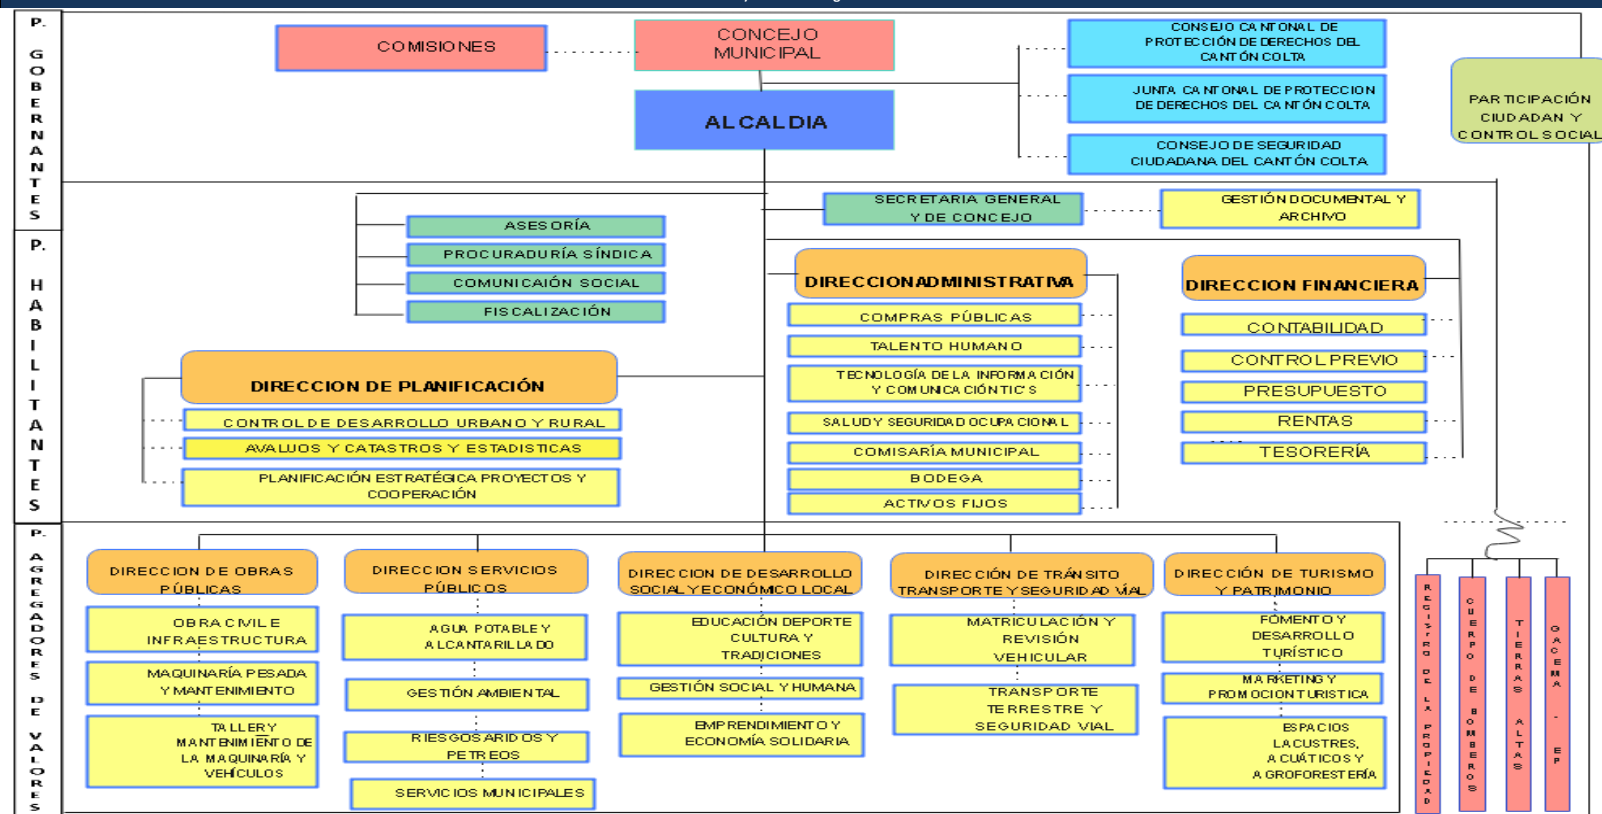 P. GOBERNANTES
COMISIONES
CONCEJO
MUNICIPAL
ALCALDIA
CONSEJO CANTONAL DE
PROTECCIÓN DE DERECHOS DEL
CANTÓN COLTA
JUNTA CANTONAL DE PROTECCION
DE DERECHOS DEL CANTÓN COLTA
CONSEJO DE SEGURIDAD
CIUDADANA DEL CANTÓN COLTA
PARTICIPACIÓN
CIUDADAN Y
CONTROL SOCIAL
SECRETARIA GENERAL
Y DE CONCEJO
GESTIÓN DOCUMENTAL Y
ARCHIVO
P. HABILITANTES
ASESORÍA
PROCURADURÍA SÍNDICA
COMUNICAIÓN SOCIAL
FISCALIZACIÓN
DIRECCION DE PLANIFICACIÓN
CONTROL DE DESARROLLO URBANO Y RURAL
AVALUOS Y CATASTROS Y ESTADISTICAS
PLANIFICACIÓN ESTRATÉGICA PROYECTOS Y
COOPERACIÓN
DIRECCION ADMINISTRATIVA
COMPRAS PÚBLICAS
TALENTO HUMANO
TECNOLOGÍA DE LA INFORMACIÓN
Y COMUNICACIÓN TIC'S
SALUD Y SEGURIDAD OCUPACIONAL
COMISARÍA MUNICIPAL
BODEGA
ACTIVOS FIJOS
DIRECCION FINANCIERA
CONTABILIDAD
CONTROL PREVIO
PRESUPUESTO
RENTAS
TESORERÍA
P. AGREGADORES DE VALORES
DIRECCION DE OBRAS
PÚBLICAS
OBRA CIVIL E
INFRAESTRUCTURA
MAQUINARÍA PESADA
Y MANTENIMIENTO
TALLER Y
MANTENIMIENTO DE
LA MAQUINARÍA Y
VEHÍCULOS
DIRECCION SERVICIOS
PÚBLICOS
AGUA POTABLE Y
ALCANTARILLADO
GESTIÓN AMBIENTAL
RIESGOS ARIDOS Y
PETREOS
SERVICIOS MUNICIPALES
DIRECCION DE DESARROLLO
SOCIAL Y ECONÓMICO LOCAL
EDUCACIÓN DEPORTE
CULTURA Y
TRADICIONES
GESTIÓN SOCIAL Y HUMANA
EMPRENDIMIENTO Y
ECONOMÍA SOLIDARIA
DIRECCIÓN DE TRÁNSITO
TRANSPORTE Y SEGURIDAD VÍAL
MATRICULACIÓN Y
REVISIÓN
VEHICULAR
TRANSPORTE
TERRESTRE Y
SEGURIDAD VIAL
DIRECCIÓN DE TURISMO
Y PATRIMONIO
FOMENTO Y
DESARROLLO
TURÍSTICO
MARKETING Y
PROMOCION TURISTICA
ESPACIOS
LACUSTRES,
ACUÁTICOS Y
AGROFORESTERÍA
REGISTRO DE LA PROPIEDAD
CUERPO DE BOMBEROS
TIERRAS ALTAS
GACEMA - EP